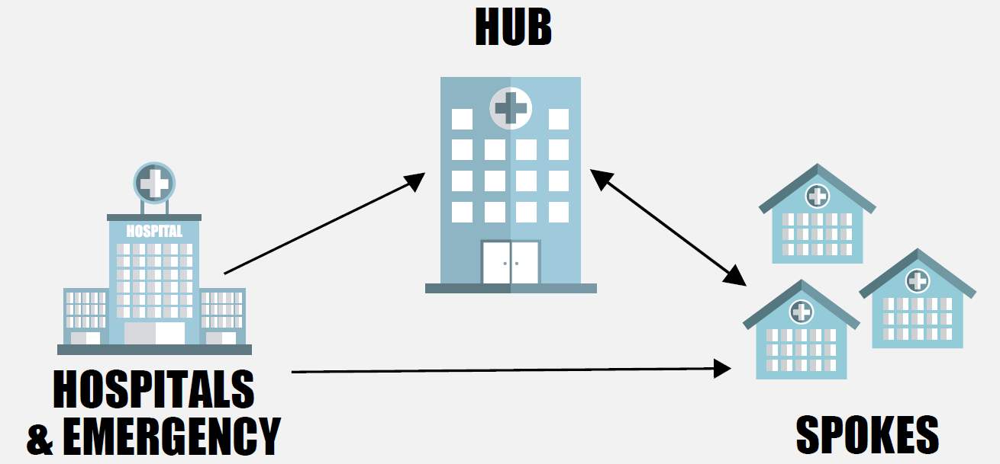 HUB
HOSPITAL
HOSPITALS
& EMERGENCY
SPOKES